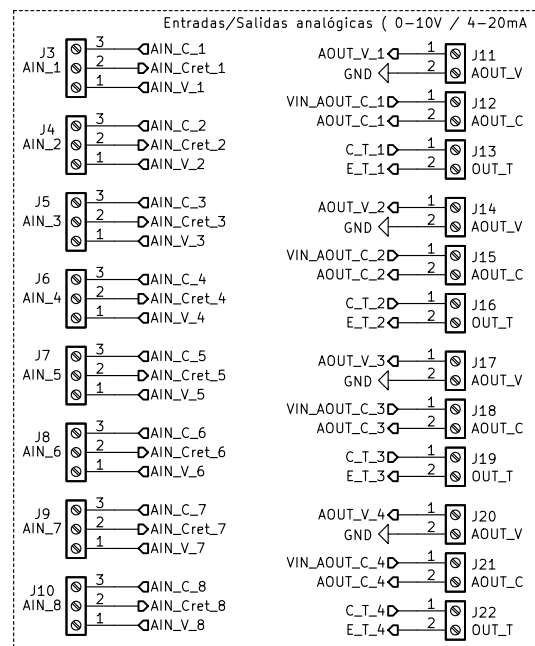 Entradas/Salidas analógicas ( 0-10V / 4-20mA
J3
AIN_1
3 AIN_C_1
2 AIN_Cret_1
1 AIN_V_1
J4
AIN_2
3 AIN_C_2
2 AIN_Cret_2
1 AIN_V_2
J5
AIN_3
3 AIN_C_3
2 AIN_Cret_3
1 AIN_V_3
J6
AIN_4
3 AIN_C_4
2 AIN_Cret_4
1 AIN_V_4
J7
AIN_5
3 AIN_C_5
2 AIN_Cret_5
1 AIN_V_5
J8
AIN_6
3 AIN_C_6
2 AIN_Cret_6
1 AIN_V_6
J9
AIN_7
3 AIN_C_7
2 AIN_Cret_7
1 AIN_V_7
J10
AIN_8
3 AIN_C_8
2 AIN_Cret_8
1 AIN_V_8
AOUT_V_1 1 J11
GND 2 AOUT_V
VIN_AOUT_C_1 1 J12
AOUT_C_1 2 AOUT_C
C_T_1 1 J13
E_T_1 2 OUT_T
AOUT_V_2 1 J14
GND 2 AOUT_V
VIN_AOUT_C_2 1 J15
AOUT_C_2 2 AOUT_C
C_T_2 1 J16
E_T_2 2 OUT_T
AOUT_V_3 1 J17
GND 2 AOUT_V
VIN_AOUT_C_3 1 J18
AOUT_C_3 2 AOUT_C
C_T_3 1 J19
E_T_3 2 OUT_T
AOUT_V_4 1 J20
GND 2 AOUT_V
VIN_AOUT_C_4 1 J21
AOUT_C_4 2 AOUT_C
C_T_4 1 J22
E_T_4 2 OUT_T